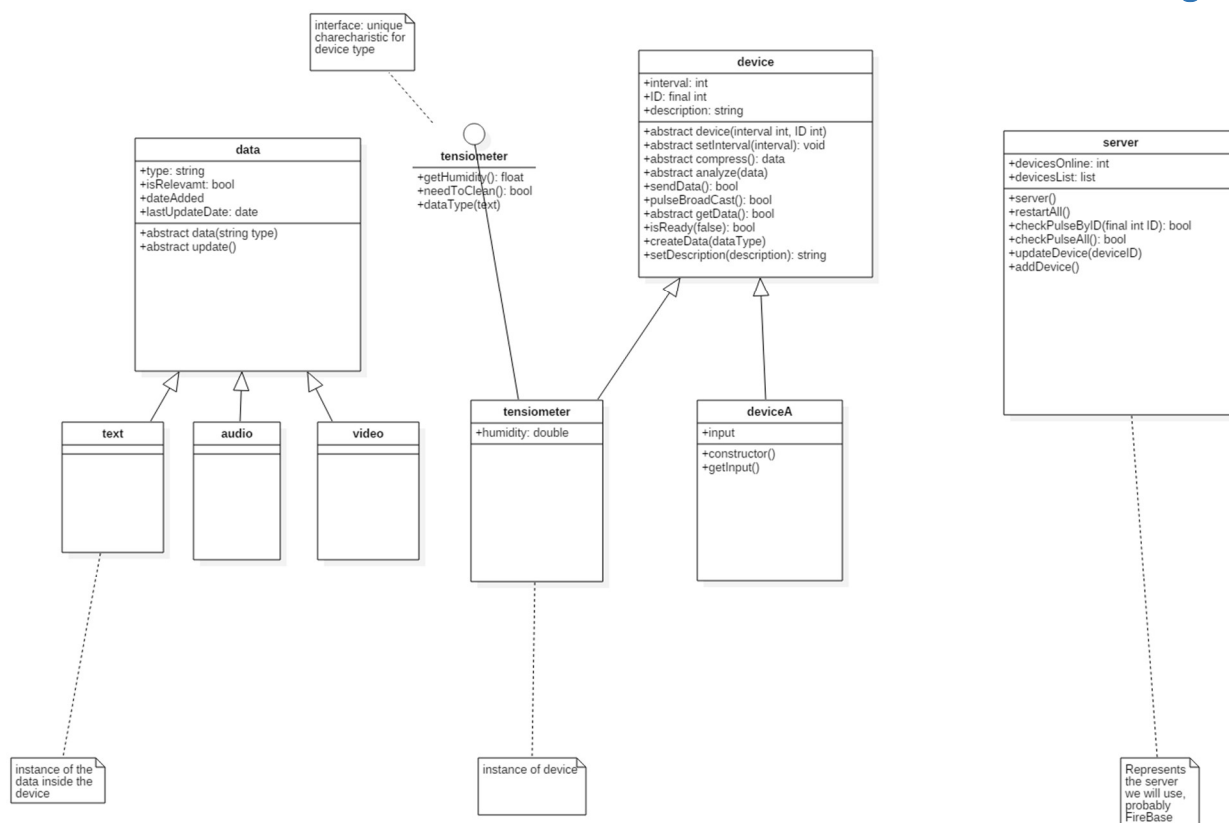 interface: unique
charecharistic for
device type
device
+interval: int
+ID: final int
+description: string
+abstract device(interval int, ID int)
+abstract setInterval(interval): void
+abstract compress(): data
+abstract analyze(data)
+sendData(): bool
+pulseBroadCast(): bool
+abstract getData(): bool
+isReady(false): bool
+createData(dataType)
+setDescription(description): string
data
+type: string
+isRelevamt: bool
+dateAdded
+lastUpdateDate: date
+abstract data(string type)
+abstract update()
tensiometer
+getHumidity(): float
+needToClean(): bool
+dataType(text)
server
+devicesOnline: int
+devicesList: list
+server()
+restartAll()
+checkPulseByID(final int ID): bool
+checkPulseAll(): bool
+updateDevice(deviceID)
+addDevice()
text
audio
video
tensiometer
+humidity: double
deviceA
+input
+constructor()
+getInput()
instance of the
data inside the
device
instance of device
Represents
the server
we will use,
probably
FireBase